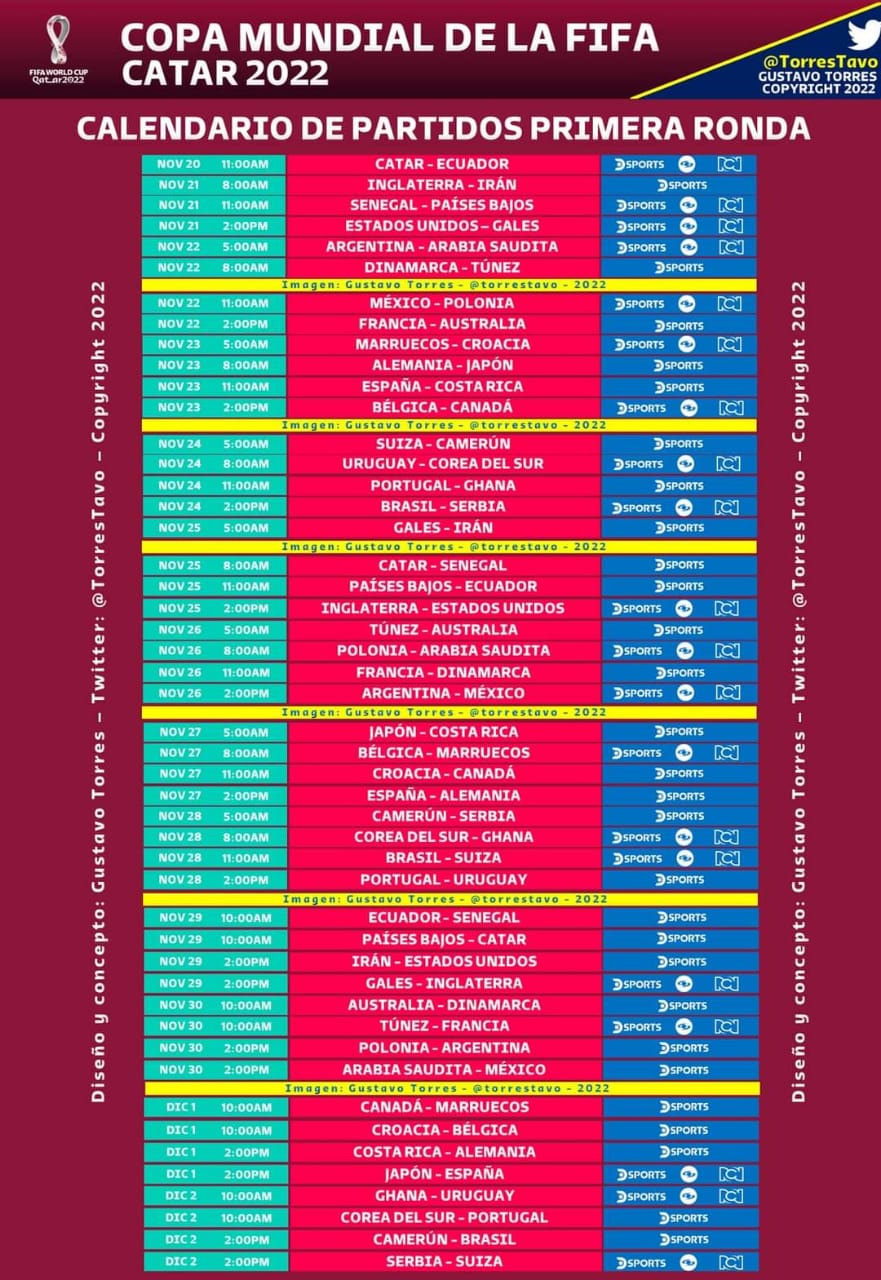 COPA MUNDIAL DE LA FIFA
CATAR 2022
FIFA WORLD CUP
Qatar2022
@TorresTavo
GUSTAVO TORRES
COPYRIGHT 2022
CALENDARIO DE PARTIDOS PRIMERA RONDA
NOV 20 11:00AM CATAR – ECUADOR DSPORTS RCN
NOV 21 8:00AM INGLATERRA – IRÁN DSPORTS
NOV 21 11:00AM SENEGAL – PAÍSES BAJOS DSPORTS RCN
NOV 21 2:00PM ESTADOS UNIDOS – GALES DSPORTS RCN
NOV 22 5:00AM ARGENTINA – ARABIA SAUDITA DSPORTS RCN
NOV 22 8:00AM DINAMARCA – TÚNEZ DSPORTS
Imagen: Gustavo Torres - @torrestavo - 2022
NOV 22 11:00AM MÉXICO – POLONIA DSPORTS RCN
NOV 22 2:00PM FRANCIA – AUSTRALIA DSPORTS
NOV 23 5:00AM MARRUECOS – CROACIA DSPORTS RCN
NOV 23 8:00AM ALEMANIA – JAPÓN DSPORTS
NOV 23 11:00AM ESPAÑA – COSTA RICA DSPORTS
NOV 23 2:00PM BÉLGICA – CANADÁ DSPORTS RCN
Imagen: Gustavo Torres - @torrestavo - 2022
NOV 24 5:00AM SUIZA – CAMERÚN DSPORTS
NOV 24 8:00AM URUGUAY – COREA DEL SUR DSPORTS RCN
NOV 24 11:00AM PORTUGAL – GHANA DSPORTS
NOV 24 2:00PM BRASIL – SERBIA DSPORTS RCN
NOV 25 5:00AM GALES – IRÁN DSPORTS
Imagen: Gustavo Torres - @torrestavo - 2022
NOV 25 8:00AM CATAR – SENEGAL DSPORTS
NOV 25 11:00AM PAÍSES BAJOS – ECUADOR DSPORTS
NOV 25 2:00PM INGLATERRA – ESTADOS UNIDOS DSPORTS RCN
NOV 26 5:00AM TÚNEZ – AUSTRALIA DSPORTS
NOV 26 8:00AM POLONIA – ARABIA SAUDITA DSPORTS RCN
NOV 26 11:00AM FRANCIA – DINAMARCA DSPORTS
NOV 26 2:00PM ARGENTINA – MÉXICO DSPORTS RCN
Imagen: Gustavo Torres - @torrestavo - 2022
NOV 27 5:00AM JAPÓN – COSTA RICA DSPORTS
NOV 27 8:00AM BÉLGICA – MARRUECOS DSPORTS RCN
NOV 27 11:00AM CROACIA – CANADÁ DSPORTS
NOV 27 2:00PM ESPAÑA – ALEMANIA DSPORTS
NOV 28 5:00AM CAMERÚN – SERBIA DSPORTS
NOV 28 8:00AM COREA DEL SUR – GHANA DSPORTS RCN
NOV 28 11:00AM BRASIL – SUIZA DSPORTS RCN
NOV 28 2:00PM PORTUGAL – URUGUAY DSPORTS
Imagen: Gustavo Torres - @torrestavo - 2022
NOV 29 10:00AM ECUADOR – SENEGAL DSPORTS
NOV 29 10:00AM PAÍSES BAJOS – CATAR DSPORTS
NOV 29 2:00PM IRÁN – ESTADOS UNIDOS DSPORTS
NOV 29 2:00PM GALES – INGLATERRA DSPORTS RCN
NOV 30 10:00AM AUSTRALIA – DINAMARCA DSPORTS
NOV 30 10:00AM TÚNEZ – FRANCIA DSPORTS RCN
NOV 30 2:00PM POLONIA – ARGENTINA DSPORTS
NOV 30 2:00PM ARABIA SAUDITA – MÉXICO DSPORTS
Imagen: Gustavo Torres - @torrestavo - 2022
DIC 1 10:00AM CANADÁ – MARRUECOS DSPORTS
DIC 1 10:00AM CROACIA – BÉLGICA DSPORTS
DIC 1 2:00PM COSTA RICA – ALEMANIA DSPORTS
DIC 1 2:00PM JAPÓN – ESPAÑA DSPORTS RCN
DIC 2 10:00AM GHANA – URUGUAY DSPORTS RCN
DIC 2 10:00AM COREA DEL SUR – PORTUGAL DSPORTS
DIC 2 2:00PM CAMERÚN – BRASIL DSPORTS
DIC 2 2:00PM SERBIA – SUIZA DSPORTS RCN
Diseño y concepto: Gustavo Torres – Twitter: @TorresTavo – Copyright 2022
Diseño y concepto: Gustavo Torres – Twitter: @TorresTavo – Copyright 2022